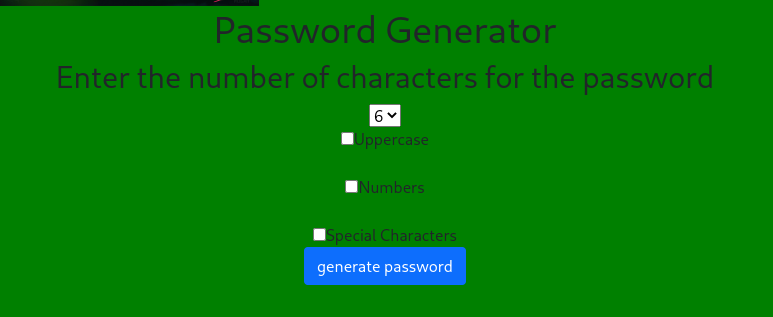 Password Generator
Enter the number of characters for the password
6
Uppercase
Numbers
Special Characters
generate password